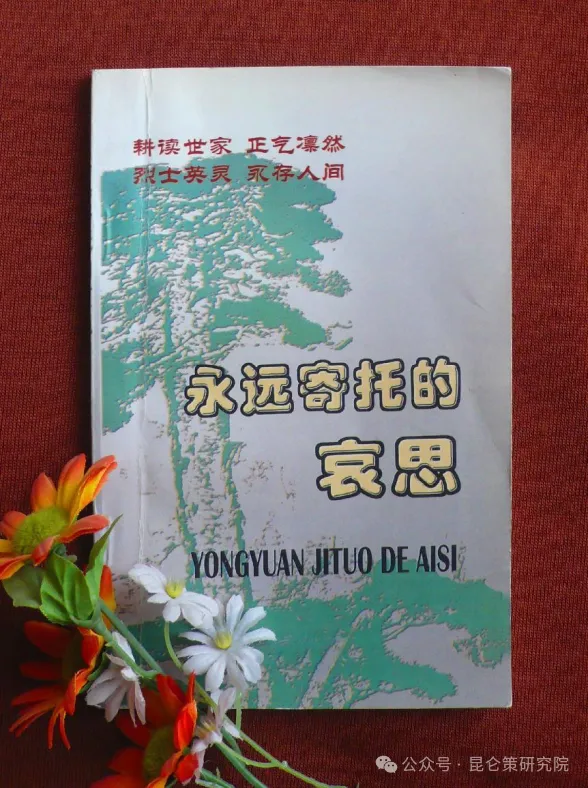 耕读世家 正气凛然
烈士英灵 永存人间
永远寄托的
哀思
YONGYUAN JITUO DE AISI
公众号·昆仑策研究院